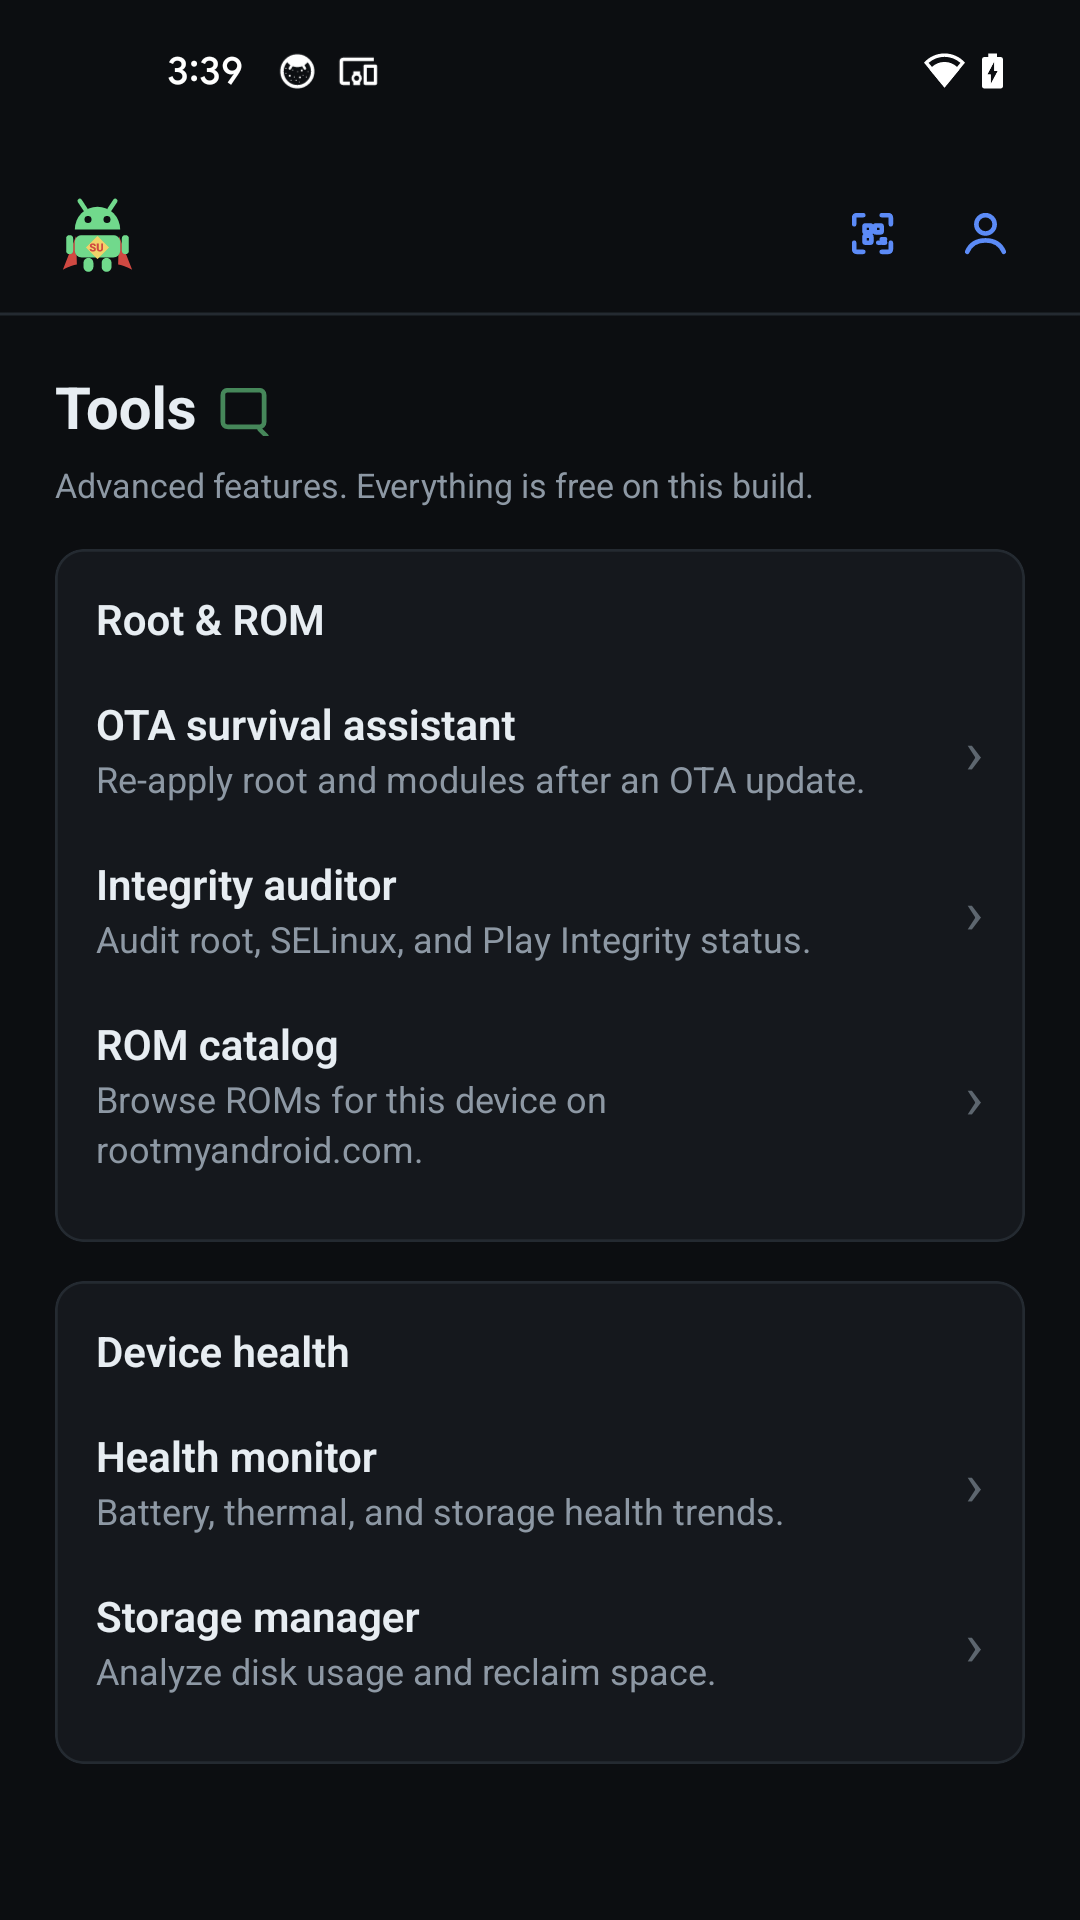 3:39
SU
Tools
Advanced features. Everything is free on this build.
Root & ROM
OTA survival assistant
Re-apply root and modules after an OTA update.
Integrity auditor
Audit root, SELinux, and Play Integrity status.
ROM catalog
Browse ROMs for this device on
rootmyandroid.com.
Device health
Health monitor
Battery, thermal, and storage health trends.
Storage manager
Analyze disk usage and reclaim space.